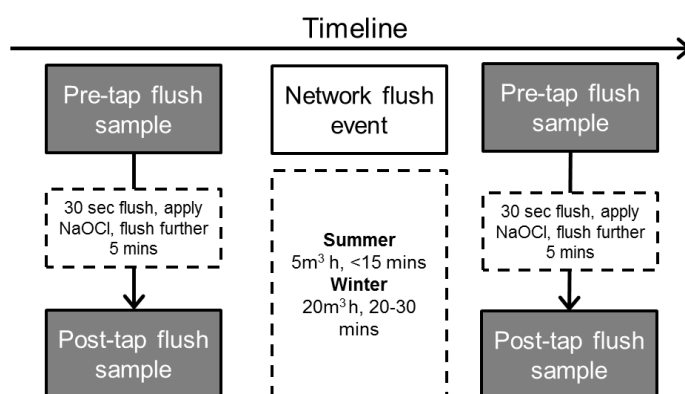 Timeline
Pre-tap flush
sample
30 sec flush, apply
NaOCl, flush further
5 mins
Post-tap flush
sample
Network flush
event
Summer
5m³ h, <15 mins
Winter
20m³ h, 20-30
mins
Pre-tap flush
sample
30 sec flush, apply
NaOCl, flush further
5 mins
Post-tap flush
sample